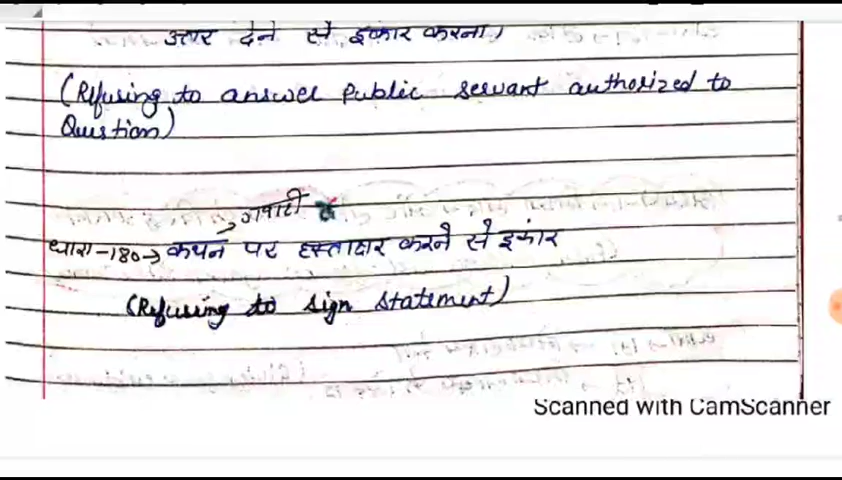 उत्तर देने से इंकार करना।
(Refusing to answer Public servant authorized to
Question)
→ गवाही
धारा-180→ कथन पर हस्ताक्षर करने से इंकार
(Refusing to sign statement)
Scanned with CamScanner